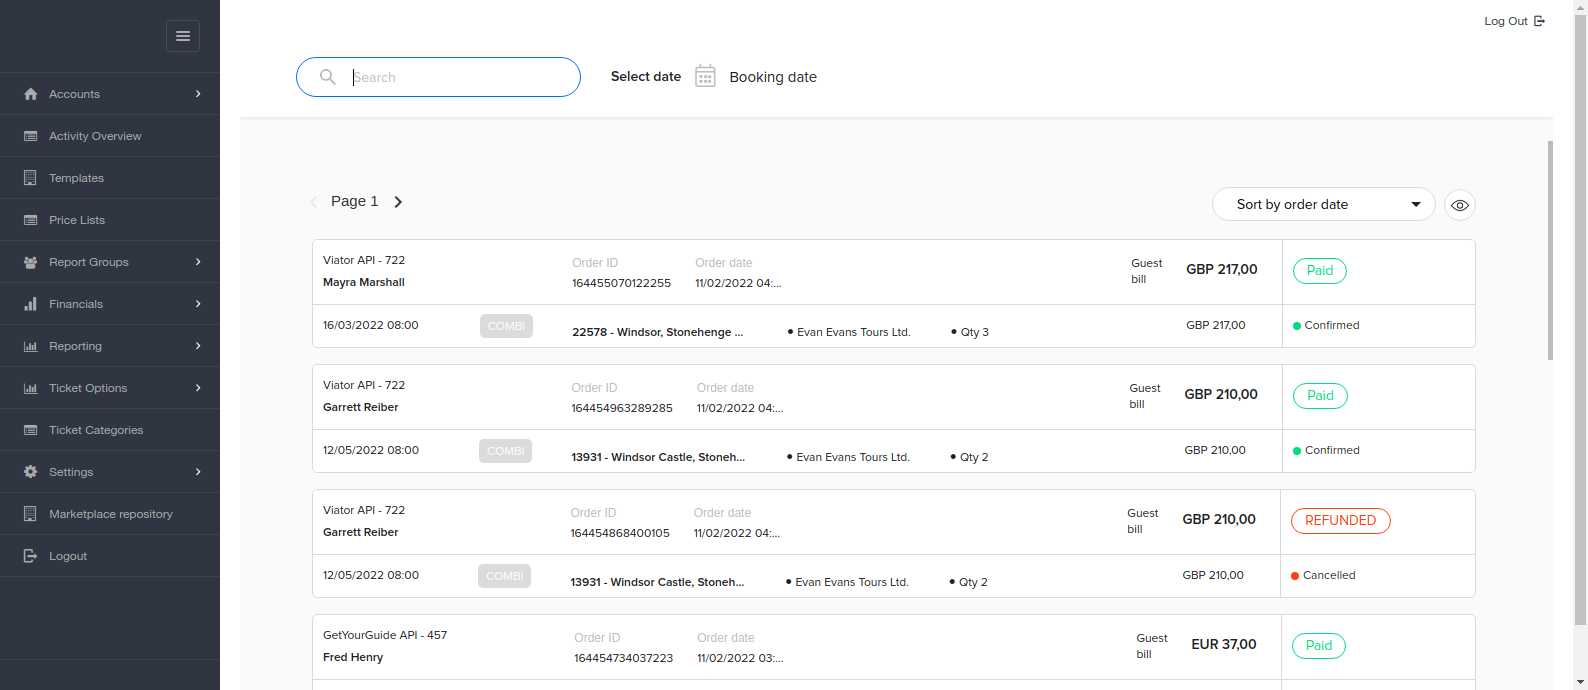 Log Out
Search
Select date
Booking date
Accounts
Activity Overview
Templates
Price Lists
Report Groups
Financials
Reporting
Ticket Options
Ticket Categories
Settings
Marketplace repository
Logout
Page 1
Sort by order date
Viator API - 722
Mayra Marshall
Order ID
164455070122255
Order date
11/02/2022 04:...
Guest
bill
GBP 217,00
Paid
16/03/2022 08:00
COMBI
22578 - Windsor, Stonehenge ...
• Evan Evans Tours Ltd.
• Qty 3
GBP 217,00
Confirmed
Viator API - 722
Garrett Reiber
Order ID
164454963289285
Order date
11/02/2022 04:...
Guest
bill
GBP 210,00
Paid
12/05/2022 08:00
COMBI
13931 - Windsor Castle, Stoneh...
• Evan Evans Tours Ltd.
• Qty 2
GBP 210,00
Confirmed
Viator API - 722
Garrett Reiber
Order ID
164454868400105
Order date
11/02/2022 04:...
Guest
bill
GBP 210,00
REFUNDED
12/05/2022 08:00
COMBI
13931 - Windsor Castle, Stoneh...
• Evan Evans Tours Ltd.
• Qty 2
GBP 210,00
Cancelled
GetYourGuide API - 457
Fred Henry
Order ID
164454734037223
Order date
11/02/2022 03:...
Guest
bill
EUR 37,00
Paid